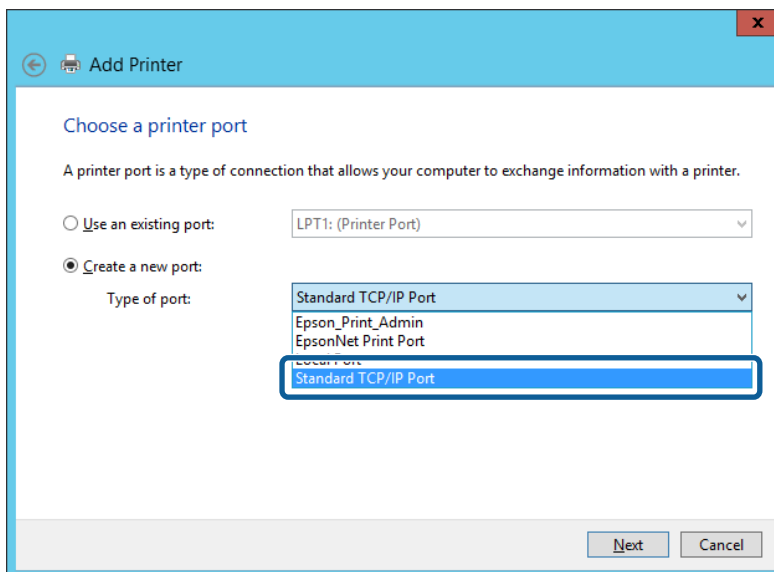 x
Add Printer
Choose a printer port
A printer port is a type of connection that allows your computer to exchange information with a printer.
Use an existing port: LPT1: (Printer Port)
Create a new port:
Type of port: Standard TCP/IP Port
Epson_Print_Admin
EpsonNet Print Port
Local Port
Standard TCP/IP Port
Next Cancel